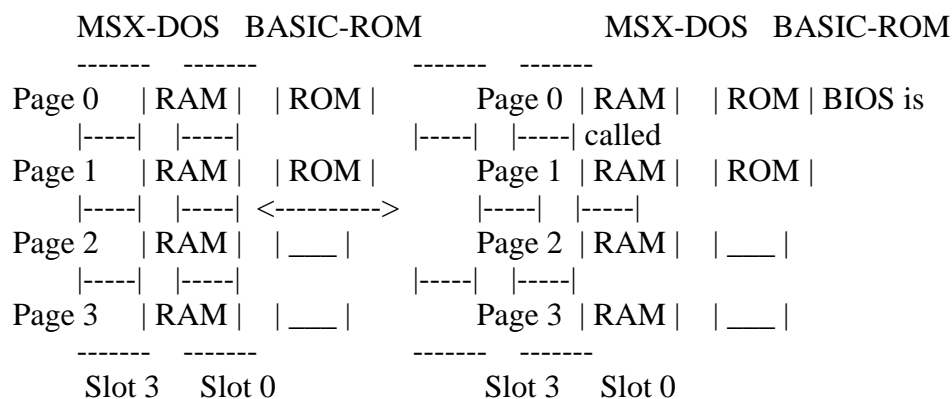 MSX-DOS BASIC-ROM MSX-DOS BASIC-ROM
------- ------- ------- -------
Page 0 | RAM | | ROM | Page 0 | RAM | | ROM | BIOS is
|-----| |-----| |-----| |-----| called
Page 1 | RAM | | ROM | Page 1 | RAM | | ROM |
|-----| |-----| <----------> |-----| |-----|
Page 2 | RAM | | ___ | Page 2 | RAM | | ___ |
|-----| |-----| |-----| |-----|
Page 3 | RAM | | ___ | Page 3 | RAM | | ___ |
------- ------- ------- -------
Slot 3 Slot 0 Slot 3 Slot 0